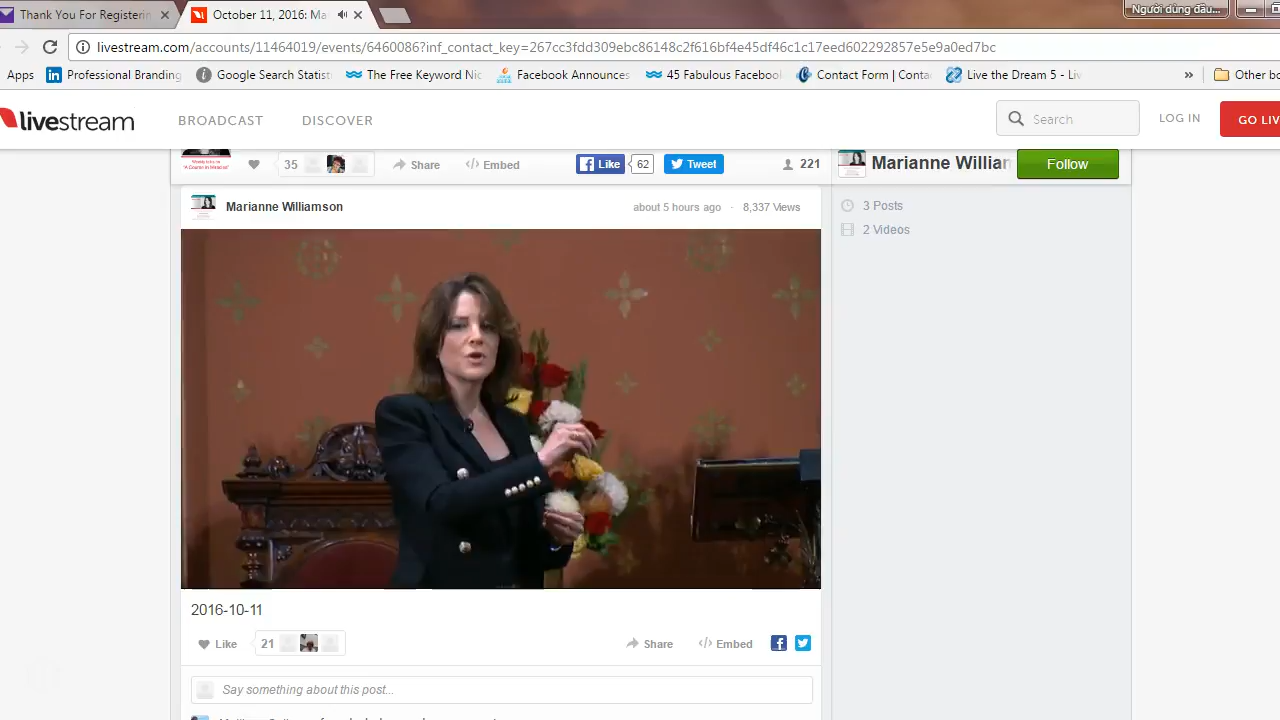 Thank You For Registerin
October 11, 2016: Ma
Người dùng đầu...
livestream.com/accounts/11464019/events/6460086?inf_contact_key=267cc3fdd309ebc86148c2f616f4e45df46c1c17eed602292857e5e9a0ed7bc
Apps
Professional Branding
Google Search Statist
The Free Keyword Nic
Facebook Announces
45 Fabulous Facebook
Contact Form | Conta
Live the Dream 5 - Liv
»
Other bo
livestream
BROADCAST
DISCOVER
Search
LOG IN
GO LIV
35
Share
Embed
Like
62
Tweet
221
Marianne Willian
Follow
Marianne Williamson
about 5 hours ago · 8,337 Views
3 Posts
2 Videos
2016-10-11
Like
21
Share
Embed
Say something about this post...